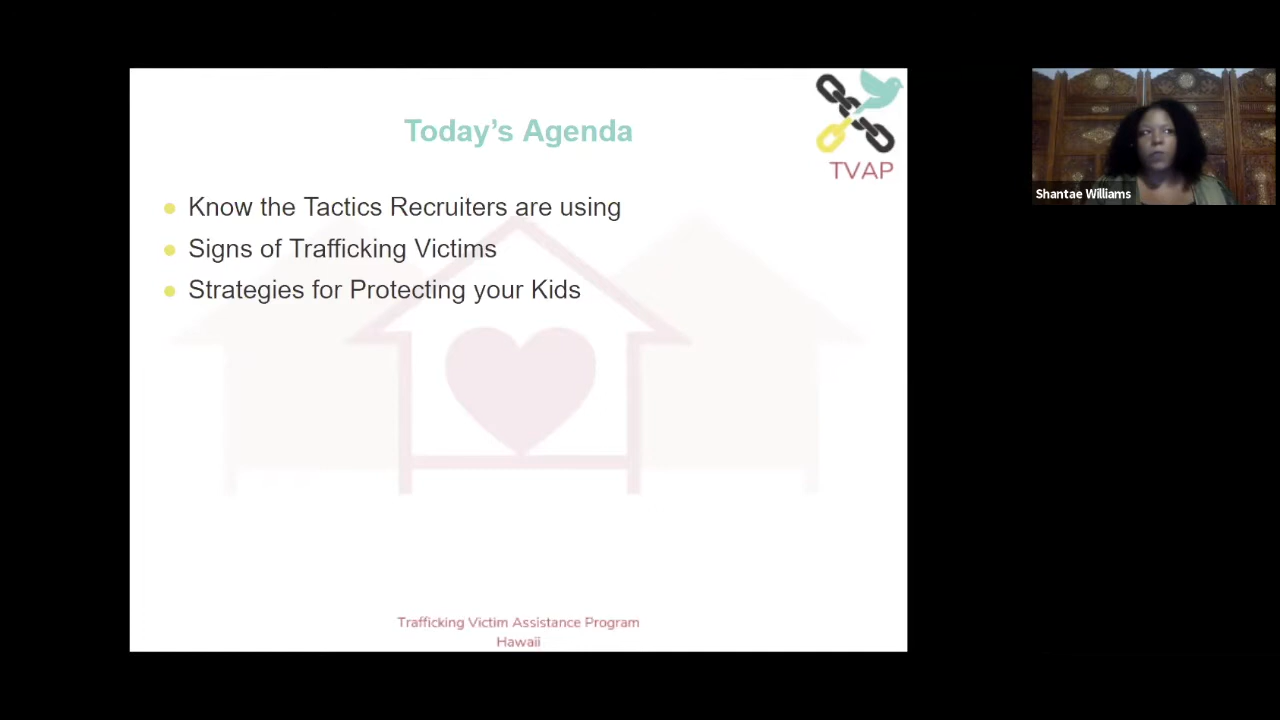 Today's Agenda
TVAP
Know the Tactics Recruiters are using
Signs of Trafficking Victims
Strategies for Protecting your Kids
Trafficking Victim Assistance Program
Hawaii
Shantae Williams